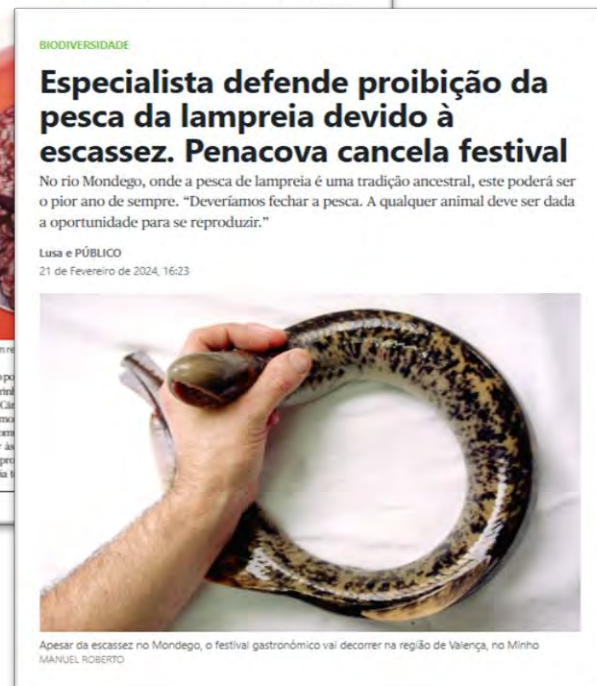 BIODIVERSIDADE
Especialista defende proibição da
pesca da lampreia devido à
escassez. Penacova cancela festival
No rio Mondego, onde a pesca de lampreia é uma tradição ancestral, este poderá ser
o pior ano de sempre. “Deveríamos fechar a pesca. A qualquer animal deve ser dada
a oportunidade para se reproduzir.”
Lusa e PÚBLICO
21 de Fevereiro de 2024, 16:23
Apesar da escassez no Mondego, o festival gastronómico vai decorrer na região de Valença, no Minho
MANUEL ROBERTO